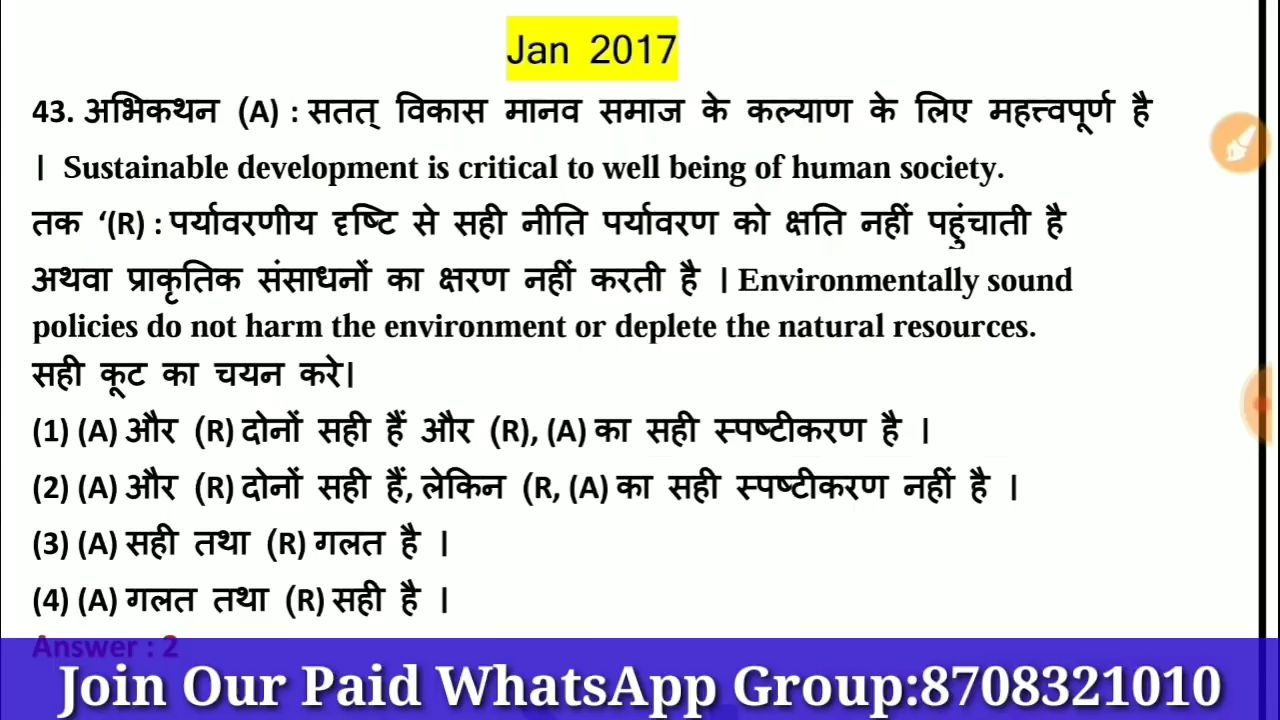 Jan 2017
43. अभिकथन (A) : सतत् विकास मानव समाज के कल्याण के लिए महत्त्वपूर्ण है
| Sustainable development is critical to well being of human society.
तक ‘(R) : पर्यावरणीय दृष्टि से सही नीति पर्यावरण को क्षति नहीं पहुंचाती है
अथवा प्राकृतिक संसाधनों का क्षरण नहीं करती है | Environmentally sound
policies do not harm the environment or deplete the natural resources.
सही कूट का चयन करे|
(1) (A) और (R) दोनों सही हैं और (R), (A) का सही स्पष्टीकरण है |
(2) (A) और (R) दोनों सही हैं, लेकिन (R, (A) का सही स्पष्टीकरण नहीं है |
(3) (A) सही तथा (R) गलत है |
(4) (A) गलत तथा (R) सही है |
Answer : 2
Join Our Paid WhatsApp Group:8708321010